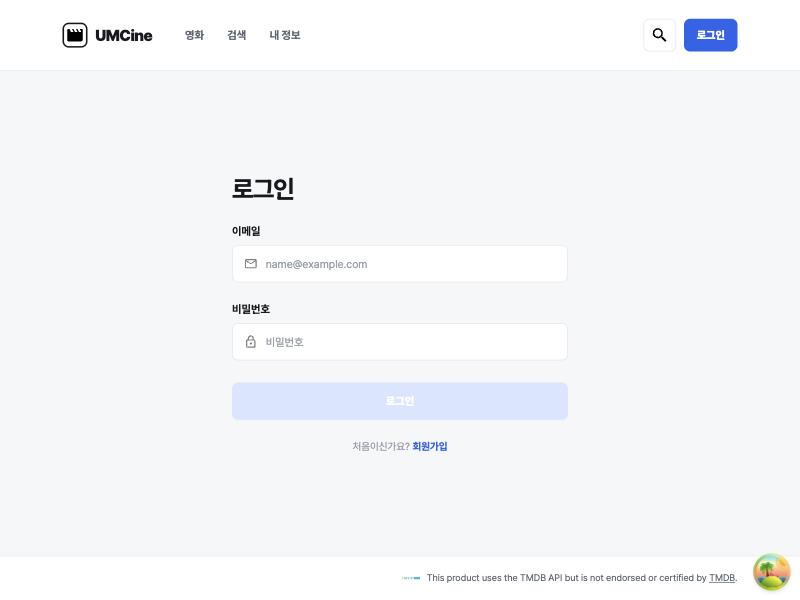 UMCine
영화
검색
내 정보
로그인
로그인
이메일
name@example.com
비밀번호
비밀번호
로그인
처음이신가요? 회원가입
This product uses the TMDB API but is not endorsed or certified by TMDB.